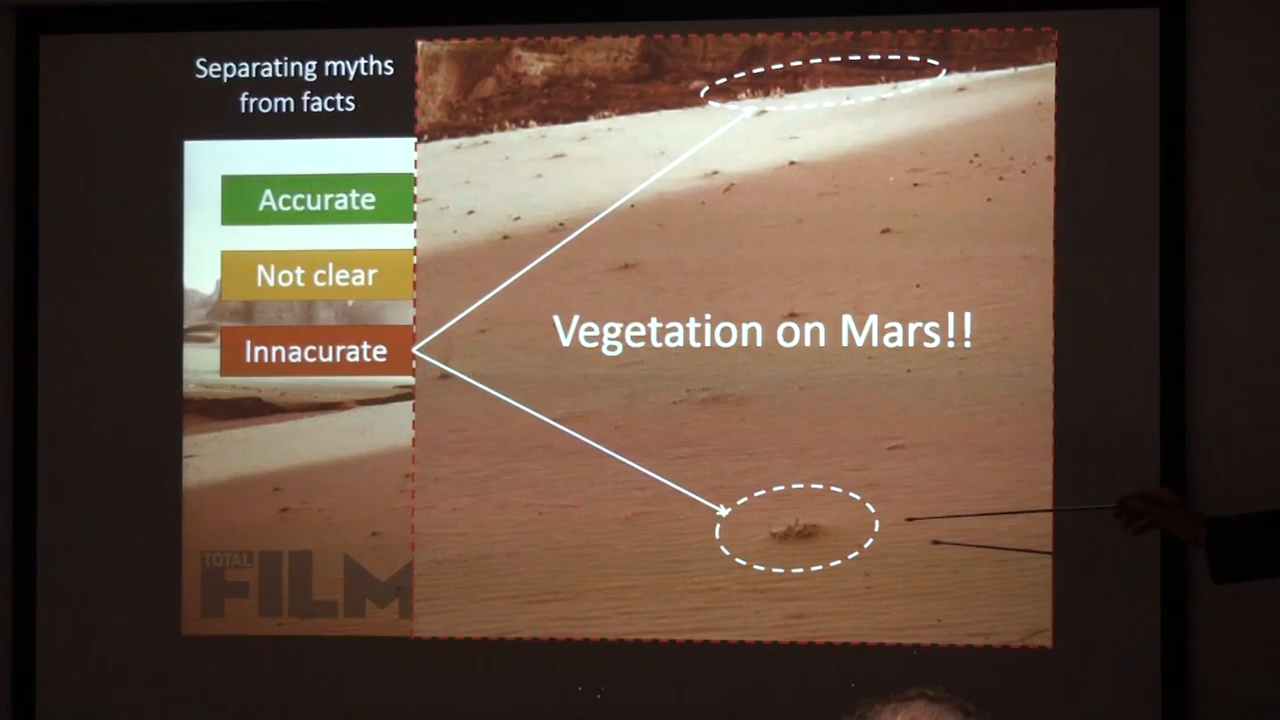 Separating myths
from facts
Accurate
Not clear
Innacurate
Vegetation on Mars!!
TOTAL
FILM